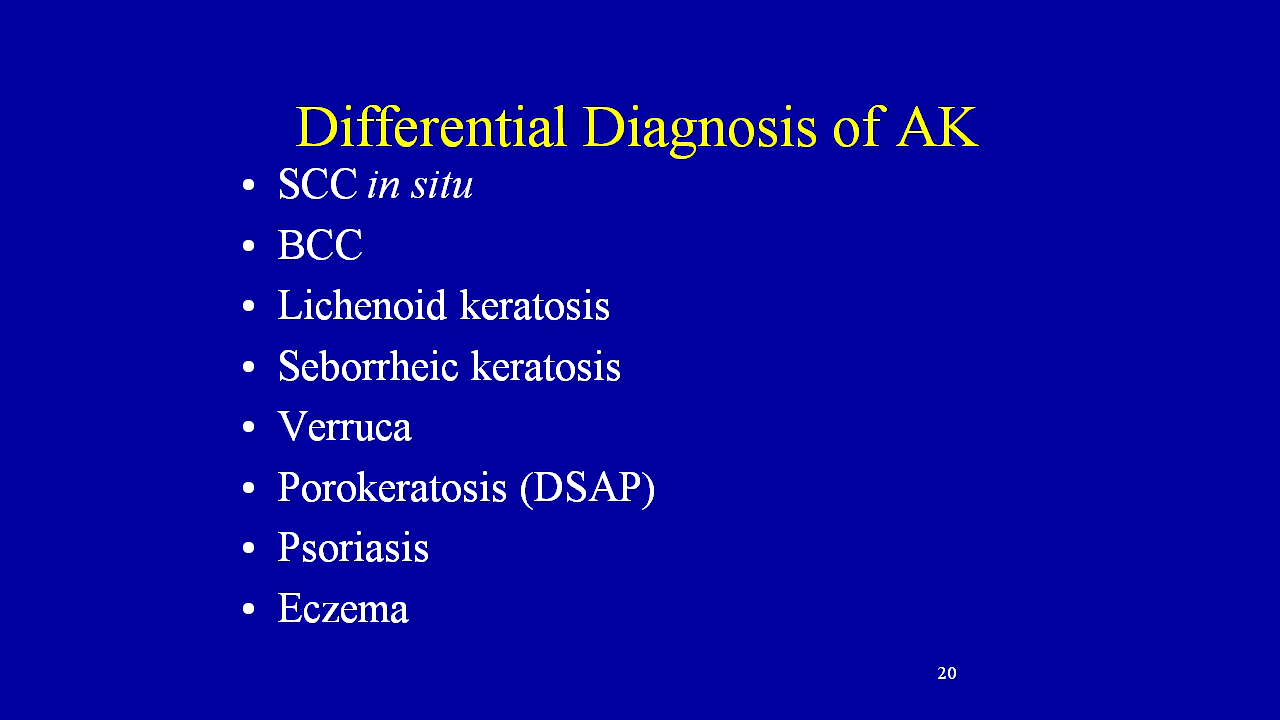 Differential Diagnosis of AK
• SCC in situ
• BCC
• Lichenoid keratosis
• Seborrheic keratosis
• Verruca
• Porokeratosis (DSAP)
• Psoriasis
• Eczema
20